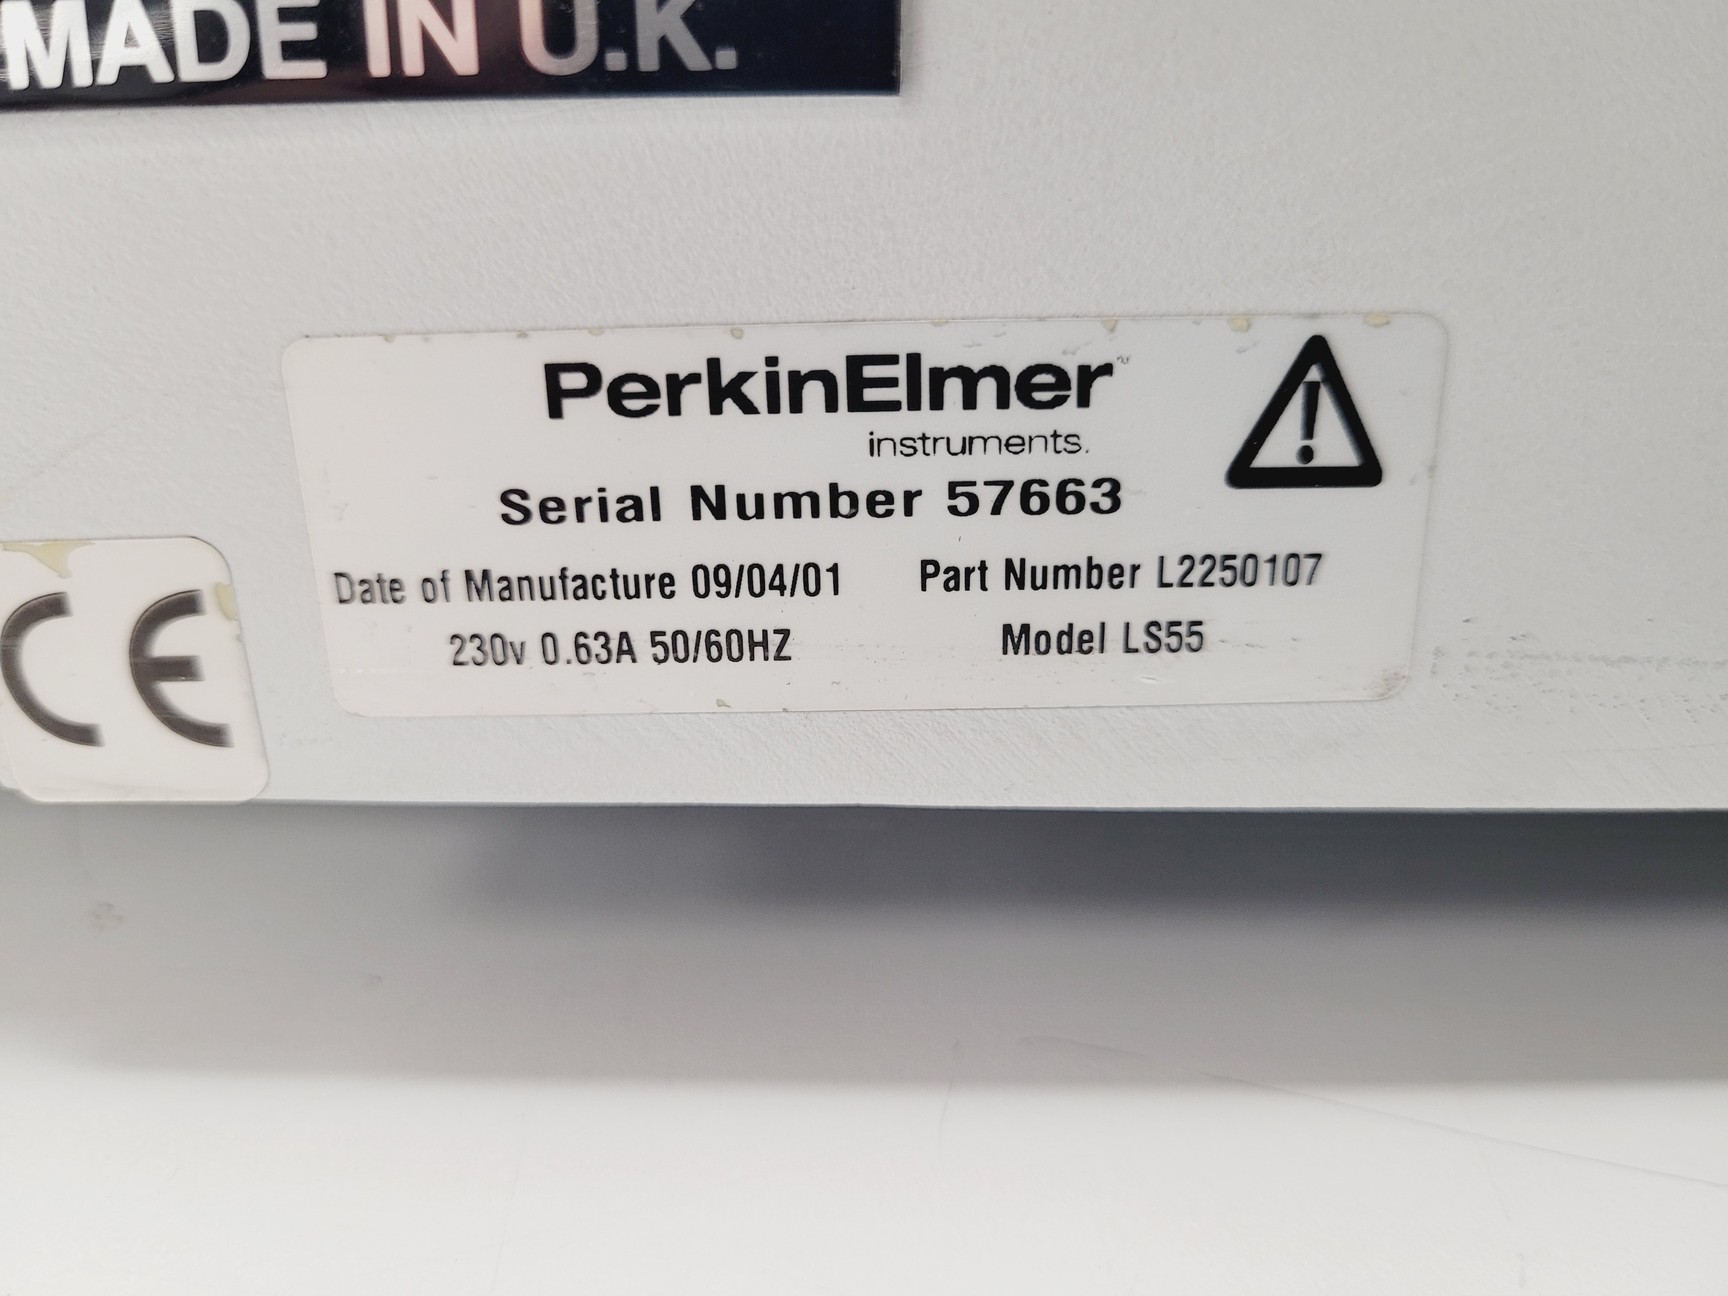 MADE IN U.K.
PerkinElmer™
instruments.
Serial Number 57663
Date of Manufacture 09/04/01 Part Number L2250107
230v 0.63A 50/60HZ Model LS55
CE